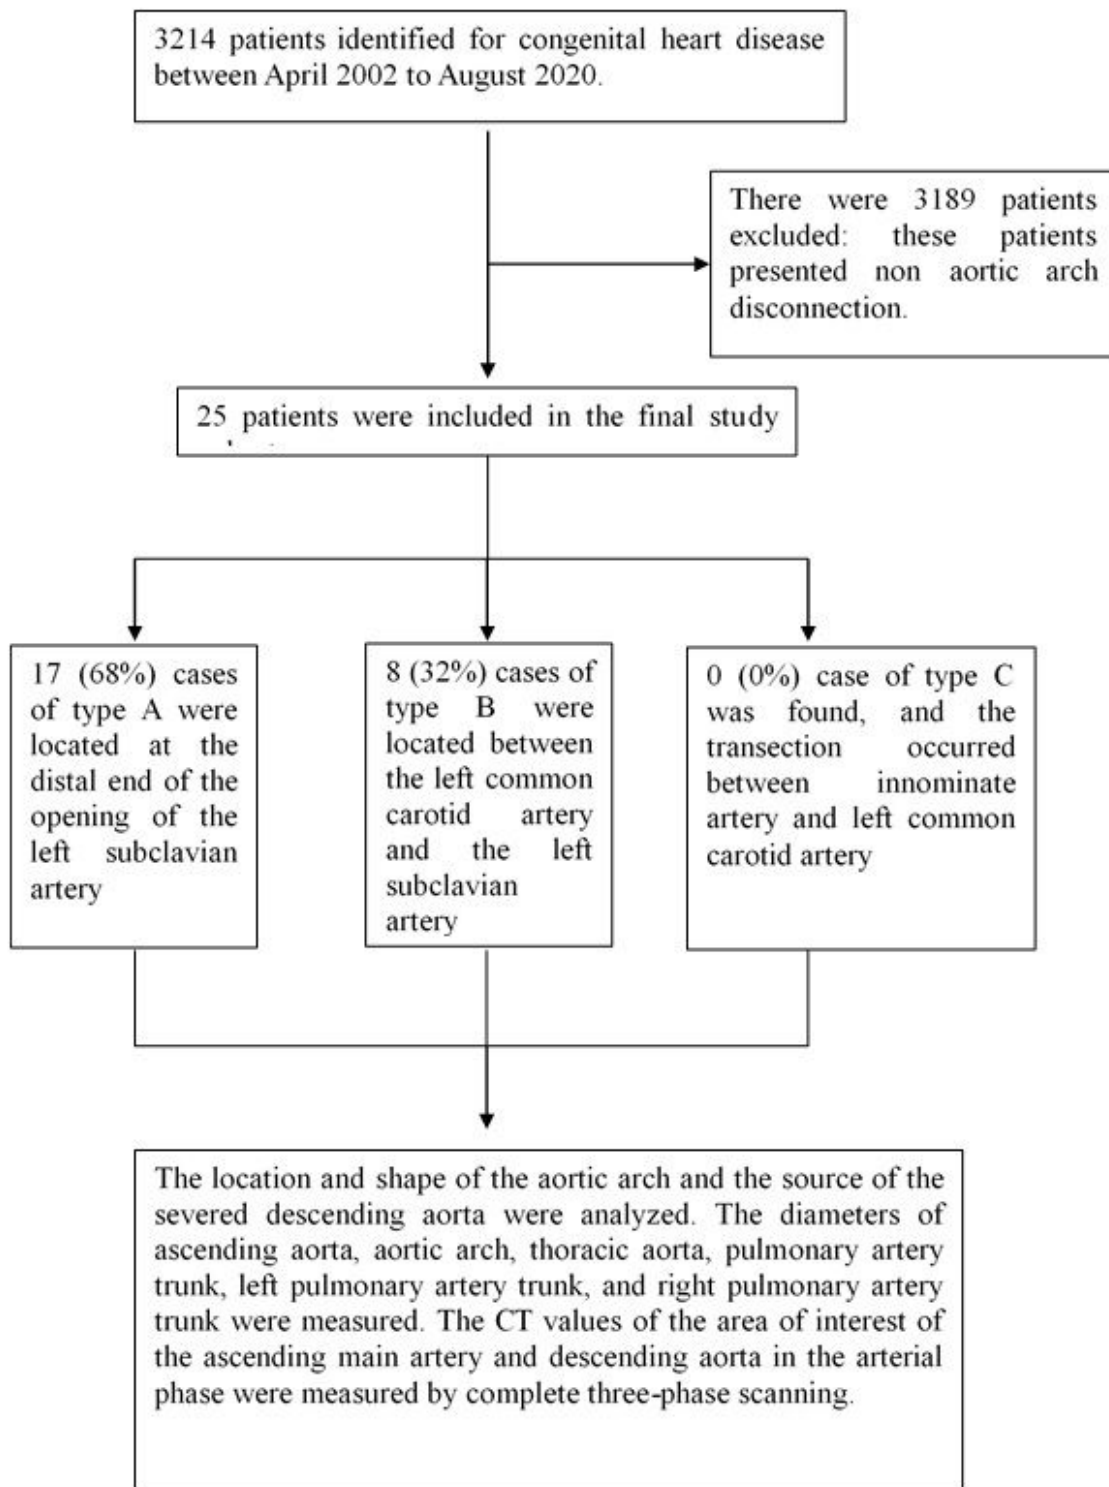 3214 patients identified for congenital heart disease
between April 2002 to August 2020.
There were 3189 patients
excluded: these patients
presented non aortic arch
disconnection.
25 patients were included in the final study
17 (68%) cases
of type A were
located at the
distal end of the
opening of the
left subclavian
artery
8 (32%) cases of
type B were
located between
the left common
carotid artery
and the left
subclavian
artery
0 (0%) case of type C
was found, and the
transection occurred
between innominate
artery and left common
carotid artery
The location and shape of the aortic arch and the source of the
severed descending aorta were analyzed. The diameters of
ascending aorta, aortic arch, thoracic aorta, pulmonary artery
trunk, left pulmonary artery trunk, and right pulmonary artery
trunk were measured. The CT values of the area of interest of
the ascending main artery and descending aorta in the arterial
phase were measured by complete three-phase scanning.